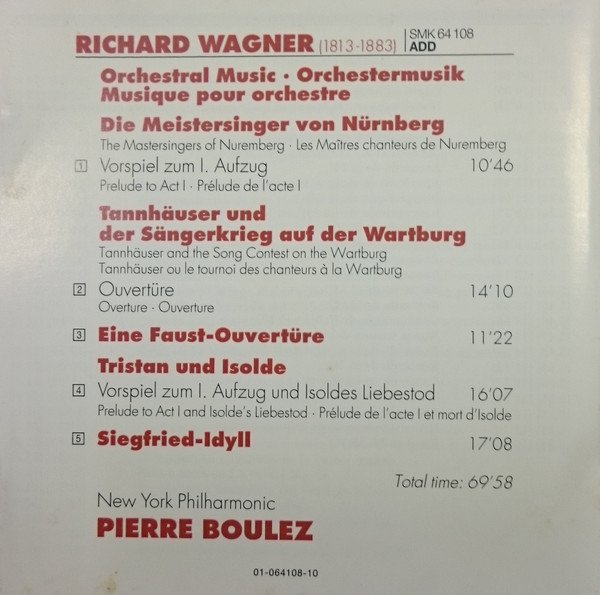 RICHARD WAGNER (1813-1883) SMK 64 108
ADD
Orchestral Music · Orchestermusik
Musique pour orchestre
Die Meistersinger von Nürnberg
The Mastersingers of Nuremberg · Les Maîtres chanteurs de Nuremberg
1 Vorspiel zum I. Aufzug 10'46
Prelude to Act I · Prélude de l'acte I
Tannhäuser und
der Sängerkrieg auf der Wartburg
Tannhäuser and the Song Contest on the Wartburg
Tannhäuser ou le tournoi des chanteurs à la Wartburg
2 Ouvertüre 14'10
Overture · Ouverture
3 Eine Faust-Ouvertüre 11'22
Tristan und Isolde
4 Vorspiel zum I. Aufzug und Isoldes Liebestod 16'07
Prelude to Act I and Isolde's Liebestod · Prélude de l'acte I et mort d'Isolde
5 Siegfried-Idyll 17'08
Total time: 69'58
New York Philharmonic
PIERRE BOULEZ
01-064108-10